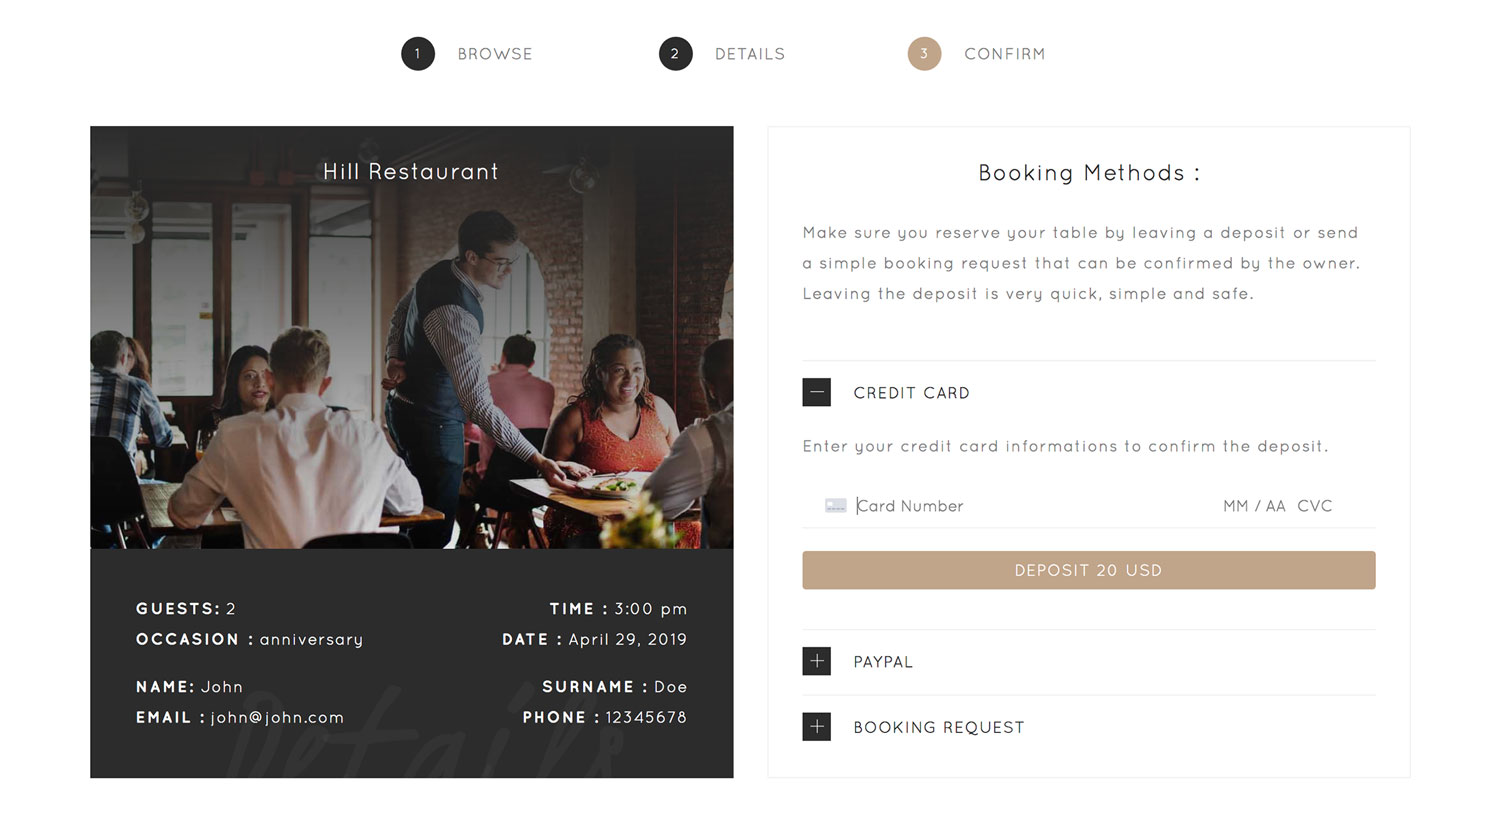 1 BROWSE 2 DETAILS 3 CONFIRM
Hill Restaurant
GUESTS: 2 TIME : 3:00 pm
OCCASION : anniversary DATE : April 29, 2019
NAME: John SURNAME : Doe
EMAIL : john@john.com PHONE : 12345678
Details
Booking Methods :
Make sure you reserve your table by leaving a deposit or send
a simple booking request that can be confirmed by the owner.
Leaving the deposit is very quick, simple and safe.
CREDIT CARD
Enter your credit card informations to confirm the deposit.
Card Number MM / AA CVC
DEPOSIT 20 USD
PAYPAL
BOOKING REQUEST